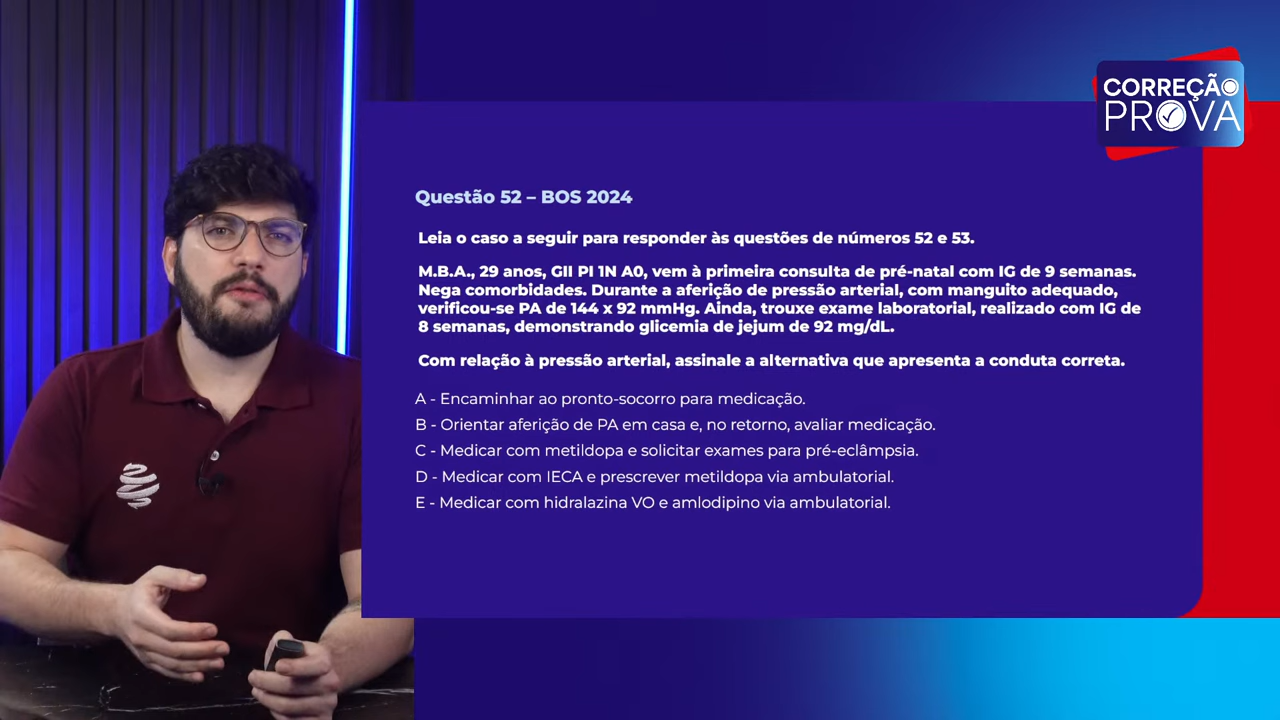 CORREÇÃO
PROVA
Questão 52 – BOS 2024
Leia o caso a seguir para responder às questões de números 52 e 53.
M.B.A., 29 anos, GII PI 1N A0, vem à primeira consulta de pré-natal com IG de 9 semanas.
Nega comorbidades. Durante a aferição de pressão arterial, com manguito adequado,
verificou-se PA de 144 x 92 mmHg. Ainda, trouxe exame laboratorial, realizado com IG de
8 semanas, demonstrando glicemia de jejum de 92 mg/dL.
Com relação à pressão arterial, assinale a alternativa que apresenta a conduta correta.
A - Encaminhar ao pronto-socorro para medicação.
B - Orientar aferição de PA em casa e, no retorno, avaliar medicação.
C - Medicar com metildopa e solicitar exames para pré-eclâmpsia.
D - Medicar com IECA e prescrever metildopa via ambulatorial.
E - Medicar com hidralazina VO e amlodipino via ambulatorial.